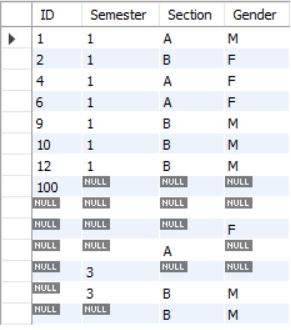 ID Semester Section Gender
1 1 A M
2 1 B F
4 1 A F
6 1 A F
9 1 B M
10 1 B M
12 1 B M
100 NULL NULL NULL
NULL NULL NULL NULL
NULL NULL NULL F
NULL NULL A NULL
NULL 3 NULL NULL
NULL 3 B M
NULL NULL B M